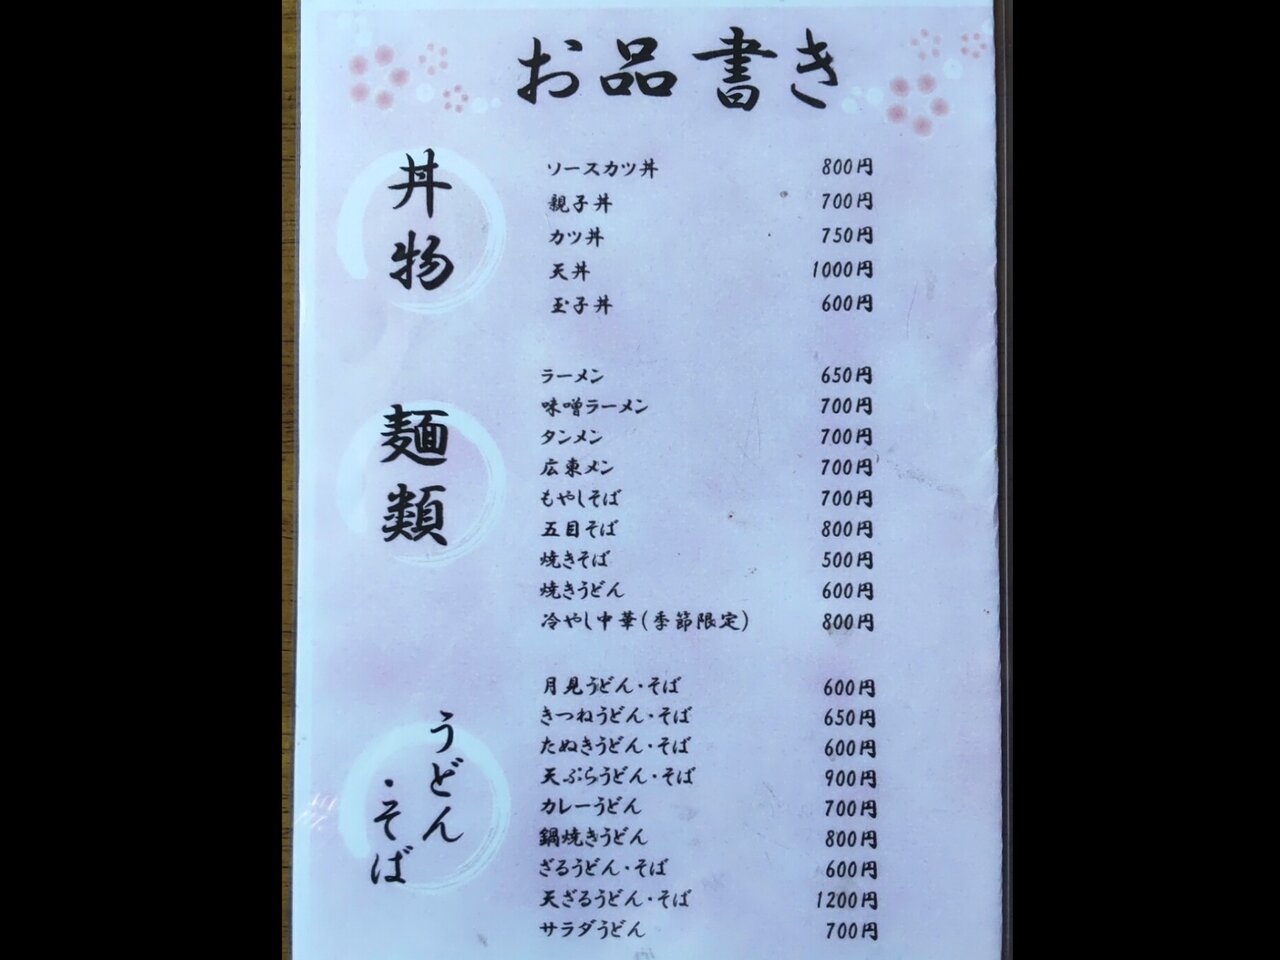 お品書き
丼物
ソースカツ丼 800円
親子丼 700円
カツ丼 750円
天丼 1000円
玉子丼 600円
麺類
ラーメン 650円
味噌ラーメン 700円
タンメン 700円
広東メン 700円
もやしそば 700円
五目そば 800円
焼きそば 500円
焼きうどん 600円
冷やし中華(季節限定) 800円
うどん
・そば
月見うどん・そば 600円
きつねうどん・そば 650円
たぬきうどん・そば 600円
天ぷらうどん・そば 900円
カレーうどん 700円
鍋焼きうどん 800円
ざるうどん・そば 600円
天ざるうどん・そば 1200円
サラダうどん 700円